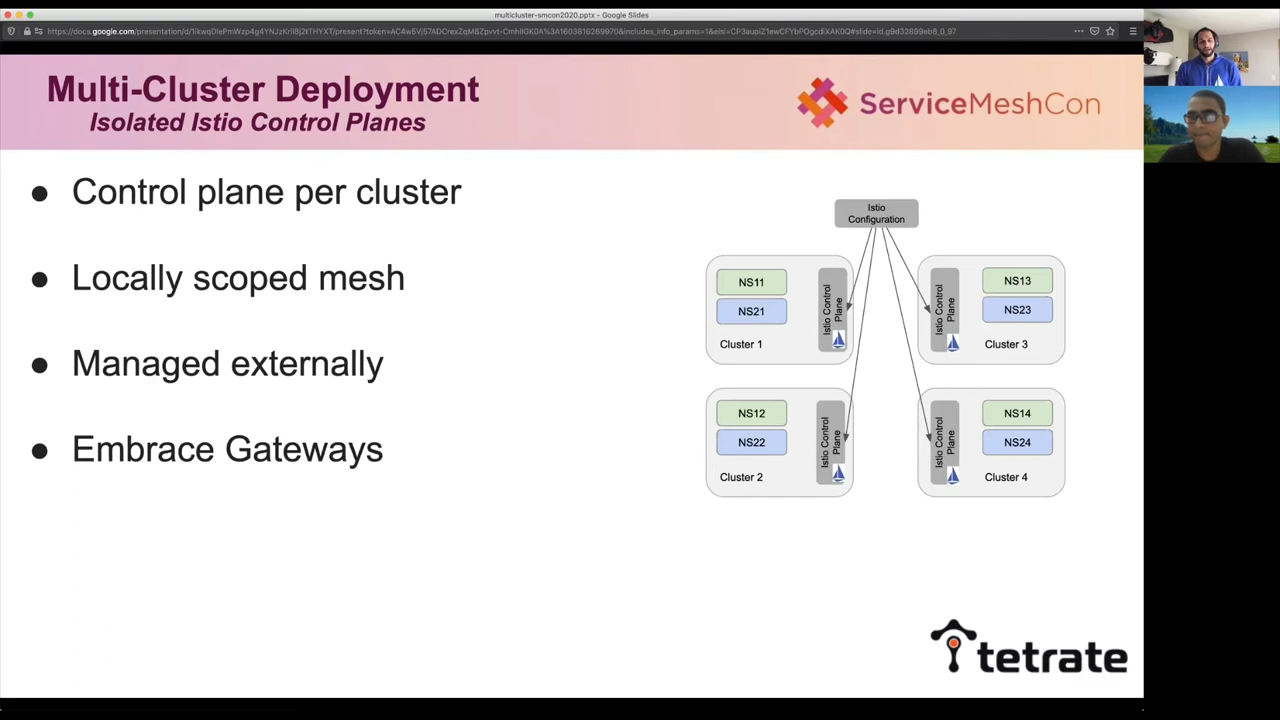 multicluster-smcon2020.pptx - Google Slides
Multi-Cluster Deployment
Isolated Istio Control Planes
ServiceMeshCon
● Control plane per cluster
● Locally scoped mesh
● Managed externally
● Embrace Gateways
Istio
Configuration
NS11
NS21
Istio Control
Plane
Cluster 1
Istio Control
Plane
NS13
NS23
Cluster 3
NS12
NS22
Istio Control
Plane
Cluster 2
Istio Control
Plane
NS14
NS24
Cluster 4
tetrate